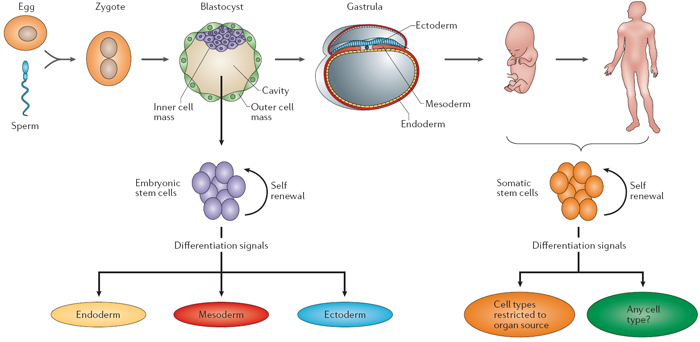 Egg
Zygote
Blastocyst
Gastrula
Ectoderm
Cavity
Inner cell
mass
Outer cell
mass
Mesoderm
Endoderm
Sperm
Embryonic
stem cells
Self
renewal
Somatic
stem cells
Self
renewal
Differentiation signals
Differentiation signals
Endoderm
Mesoderm
Ectoderm
Cell types
restricted to
organ source
Any cell
type?